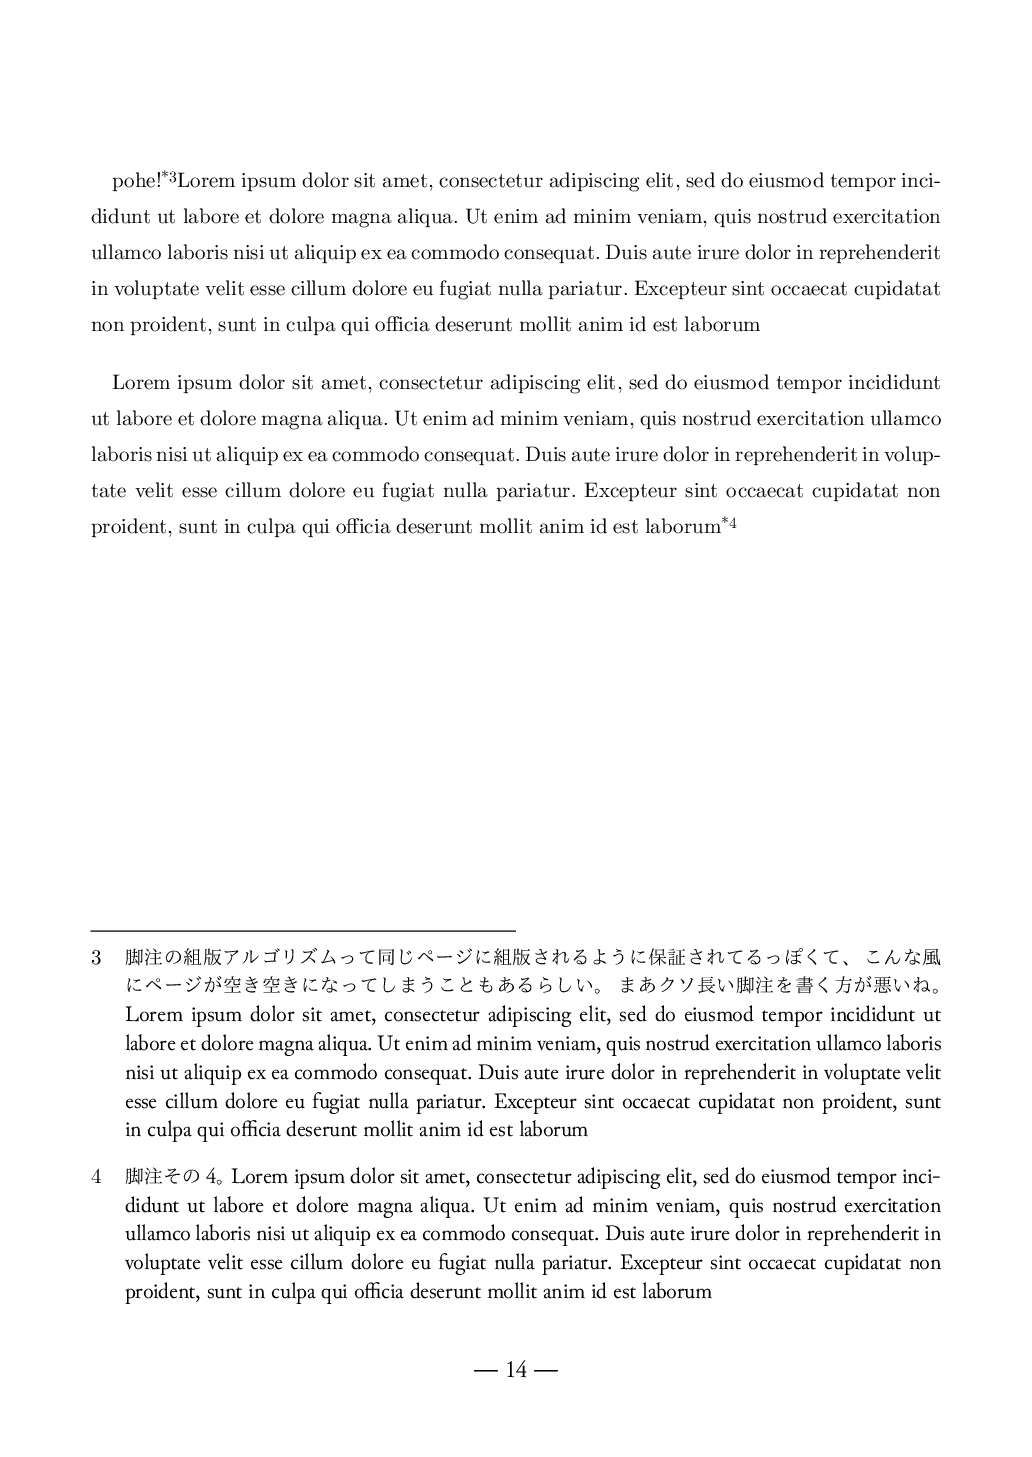 pohe!*3Lorem ipsum dolor sit amet, consectetur adipiscing elit, sed do eiusmod tempor inci-
didunt ut labore et dolore magna aliqua. Ut enim ad minim veniam, quis nostrud exercitation
ullamco laboris nisi ut aliquip ex ea commodo consequat. Duis aute irure dolor in reprehenderit
in voluptate velit esse cillum dolore eu fugiat nulla pariatur. Excepteur sint occaecat cupidatat
non proident, sunt in culpa qui officia deserunt mollit anim id est laborum
Lorem ipsum dolor sit amet, consectetur adipiscing elit, sed do eiusmod tempor incididunt
ut labore et dolore magna aliqua. Ut enim ad minim veniam, quis nostrud exercitation ullamco
laboris nisi ut aliquip ex ea commodo consequat. Duis aute irure dolor in reprehenderit in volup-
tate velit esse cillum dolore eu fugiat nulla pariatur. Excepteur sint occaecat cupidatat non
proident, sunt in culpa qui officia deserunt mollit anim id est laborum*4
3 脚注の組版アルゴリズムって同じページに組版されるように保証されてるっぽくて、こんな風
にページが空き空きになってしまうこともあるらしい。まあクソ長い脚注を書く方が悪いね。
Lorem ipsum dolor sit amet, consectetur adipiscing elit, sed do eiusmod tempor incididunt ut
labore et dolore magna aliqua. Ut enim ad minim veniam, quis nostrud exercitation ullamco laboris
nisi ut aliquip ex ea commodo consequat. Duis aute irure dolor in reprehenderit in voluptate velit
esse cillum dolore eu fugiat nulla pariatur. Excepteur sint occaecat cupidatat non proident, sunt
in culpa qui officia deserunt mollit anim id est laborum
4 脚注その 4。Lorem ipsum dolor sit amet, consectetur adipiscing elit, sed do eiusmod tempor inci-
didunt ut labore et dolore magna aliqua. Ut enim ad minim veniam, quis nostrud exercitation
ullamco laboris nisi ut aliquip ex ea commodo consequat. Duis aute irure dolor in reprehenderit in
voluptate velit esse cillum dolore eu fugiat nulla pariatur. Excepteur sint occaecat cupidatat non
proident, sunt in culpa qui officia deserunt mollit anim id est laborum
— 14 —